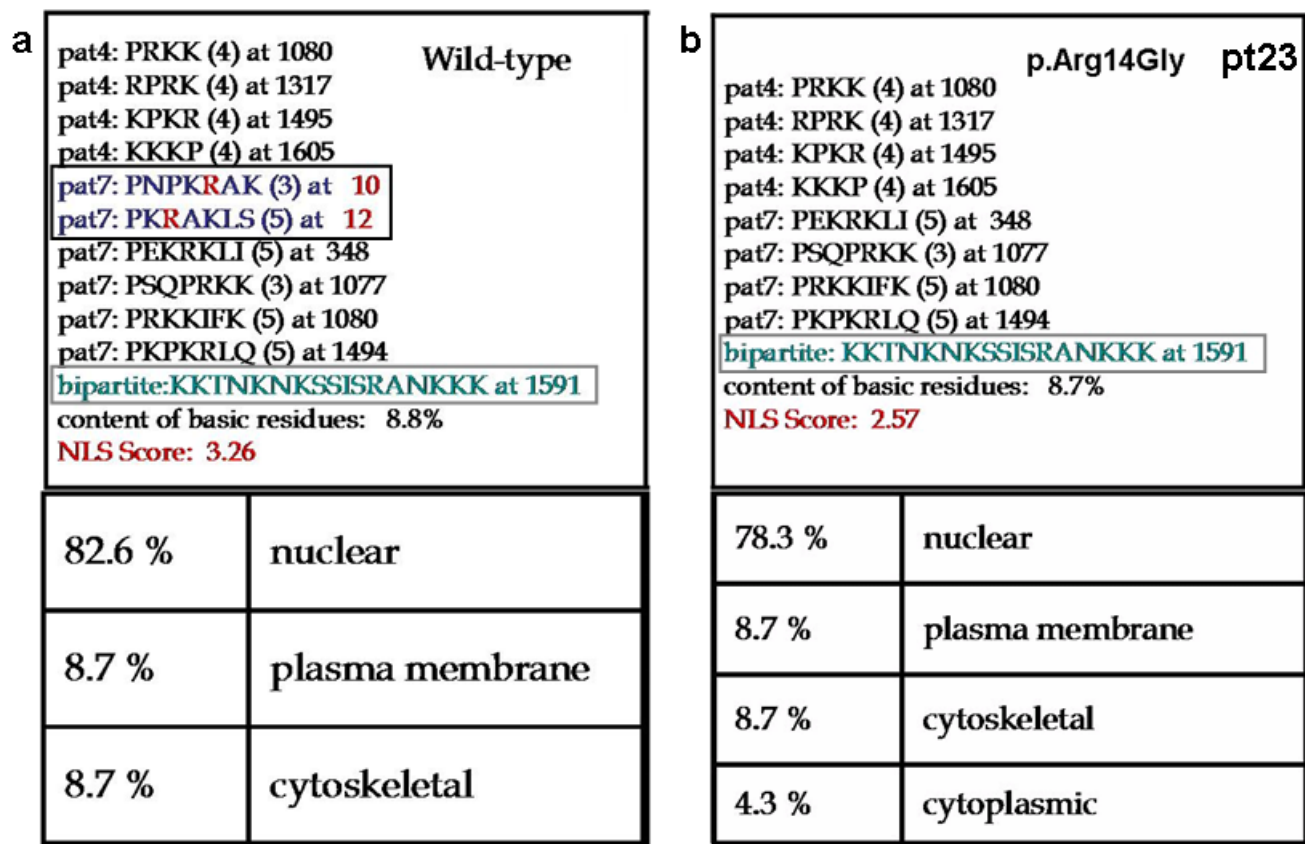 a
Wild-type
pat4: PRKK (4) at 1080
pat4: RPRK (4) at 1317
pat4: KPKR (4) at 1495
pat4: KKKP (4) at 1605
pat7: PNPKRAK (3) at 10
pat7: PKRAKLS (5) at 12
pat7: PEKRKLI (5) at 348
pat7: PSQPRKK (3) at 1077
pat7: PRKKIFK (5) at 1080
pat7: PKPKRLQ (5) at 1494
bipartite:KKTNKNKSSISRANKKK at 1591
content of basic residues: 8.8%
NLS Score: 3.26
82.6 % nuclear
8.7 % plasma membrane
8.7 % cytoskeletal
b
p.Arg14Gly pt23
pat4: PRKK (4) at 1080
pat4: RPRK (4) at 1317
pat4: KPKR (4) at 1495
pat4: KKKP (4) at 1605
pat7: PEKRKLI (5) at 348
pat7: PSQPRKK (3) at 1077
pat7: PRKKIFK (5) at 1080
pat7: PKPKRLQ (5) at 1494
bipartite: KKTNKNKSSISRANKKK at 1591
content of basic residues: 8.7%
NLS Score: 2.57
78.3 % nuclear
8.7 % plasma membrane
8.7 % cytoskeletal
4.3 % cytoplasmic